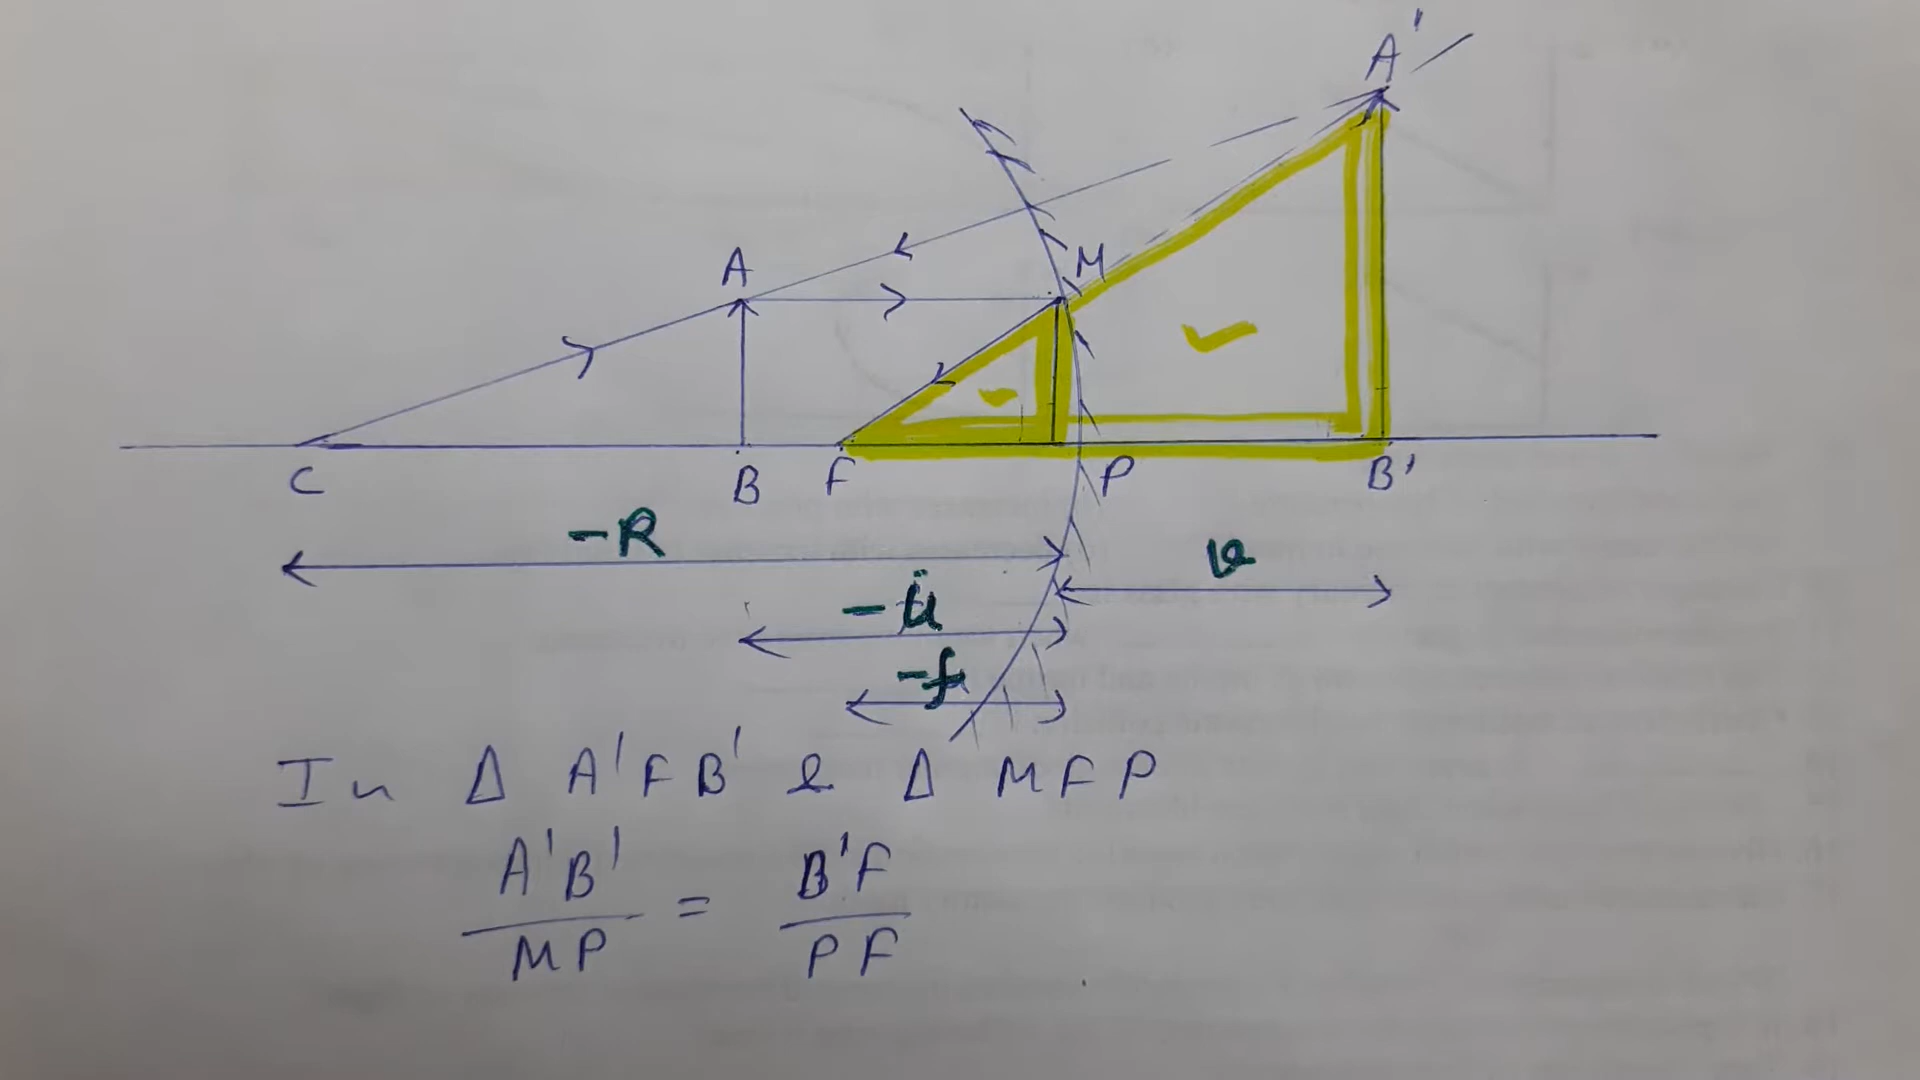 A'
A M
C B F P B'
-R
v
-u
-f
In Δ A'FB' & Δ MFP
A'B' / MP = B'F / PF